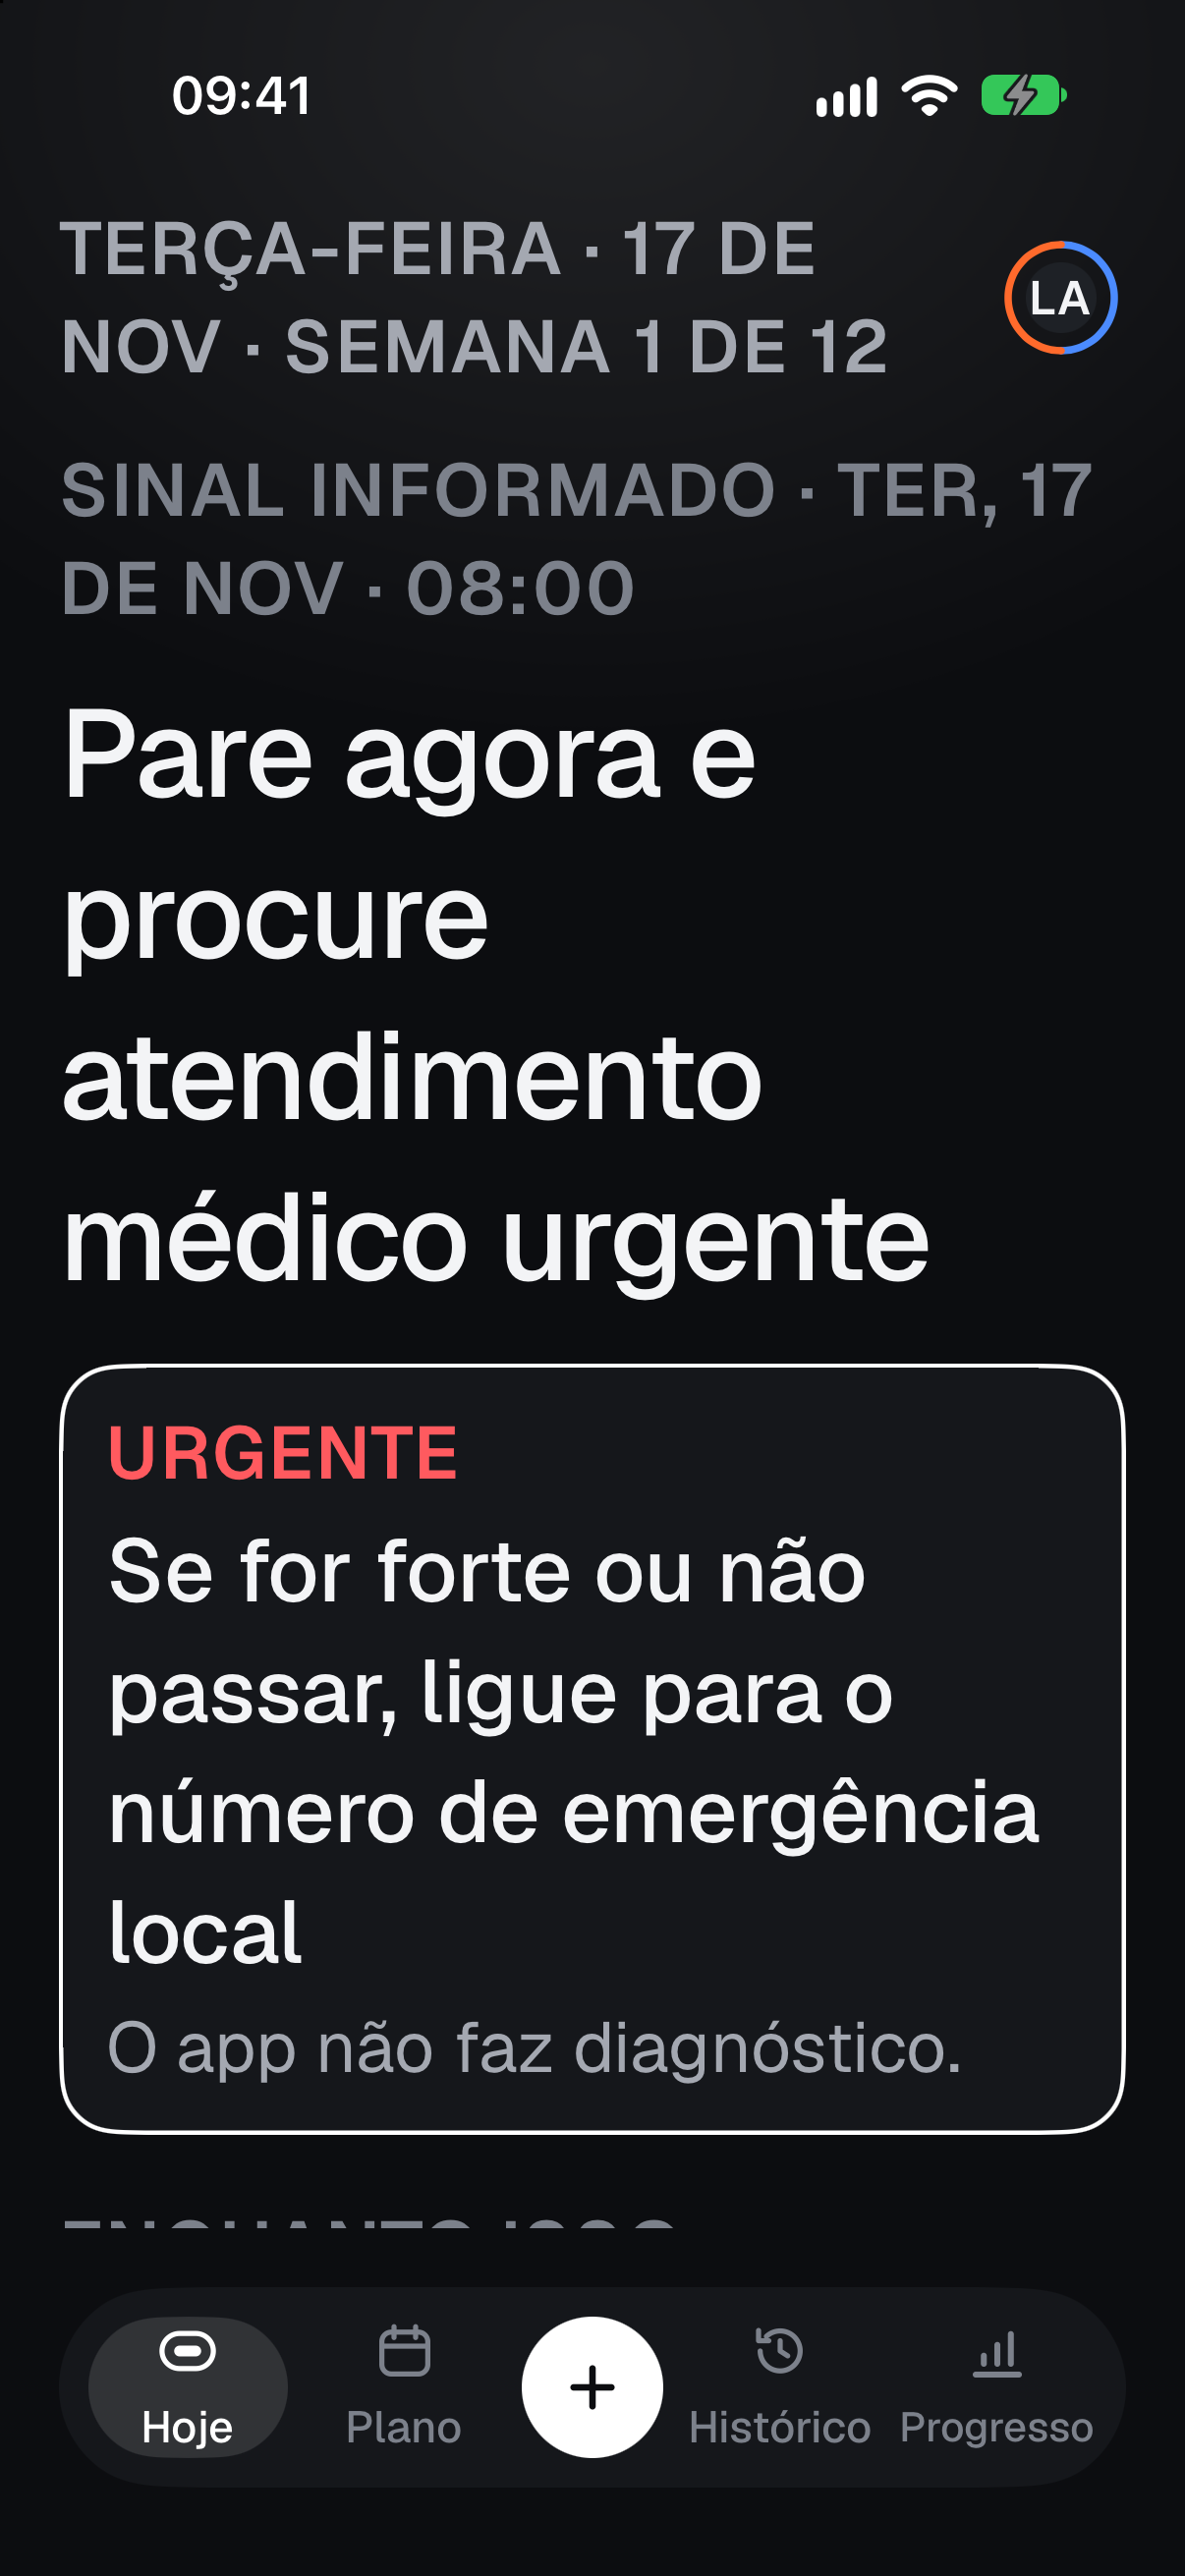 09:41
TERÇA-FEIRA · 17 DE
NOV · SEMANA 1 DE 12
LA
SINAL INFORMADO · TER, 17
DE NOV · 08:00
Pare agora e
procure
atendimento
médico urgente
URGENTE
Se for forte ou não
passar, ligue para o
número de emergência
local
O app não faz diagnóstico.
ENQUANTO ISSO
Hoje
Plano
Histórico
Progresso